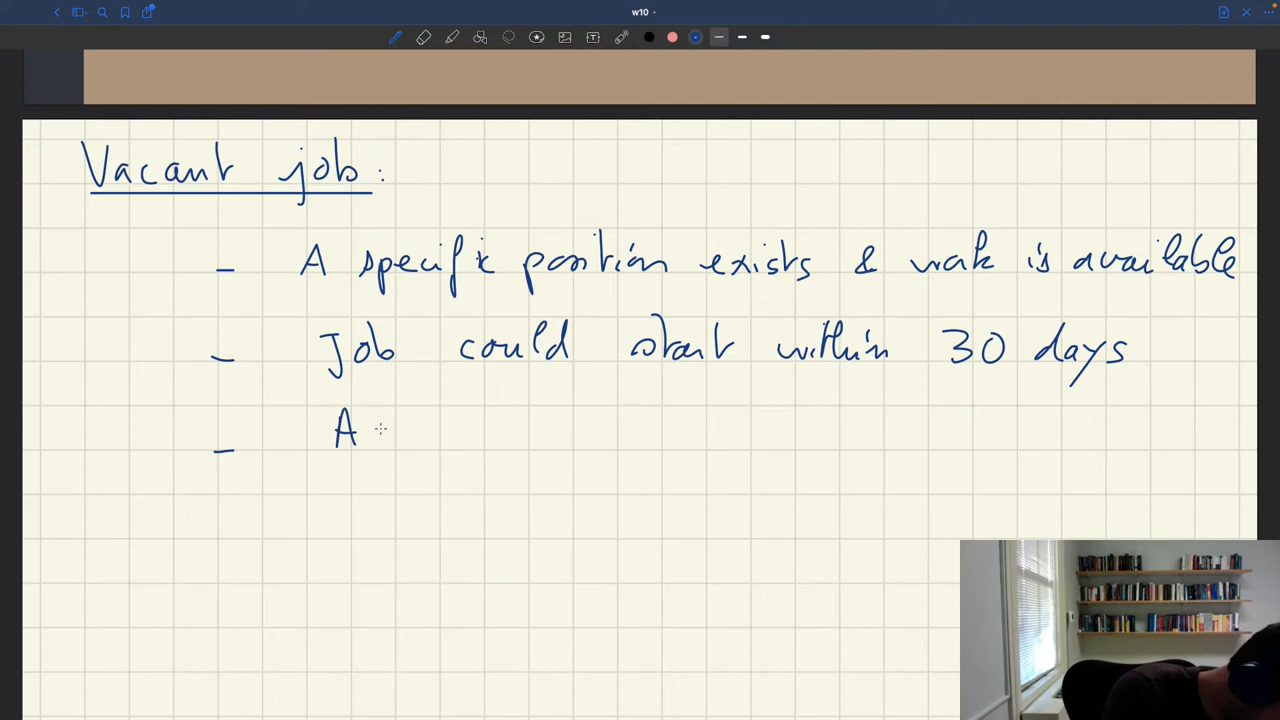 w10
Vacant job:
- A specific position exists & work is available
- Job could start within 30 days
- A